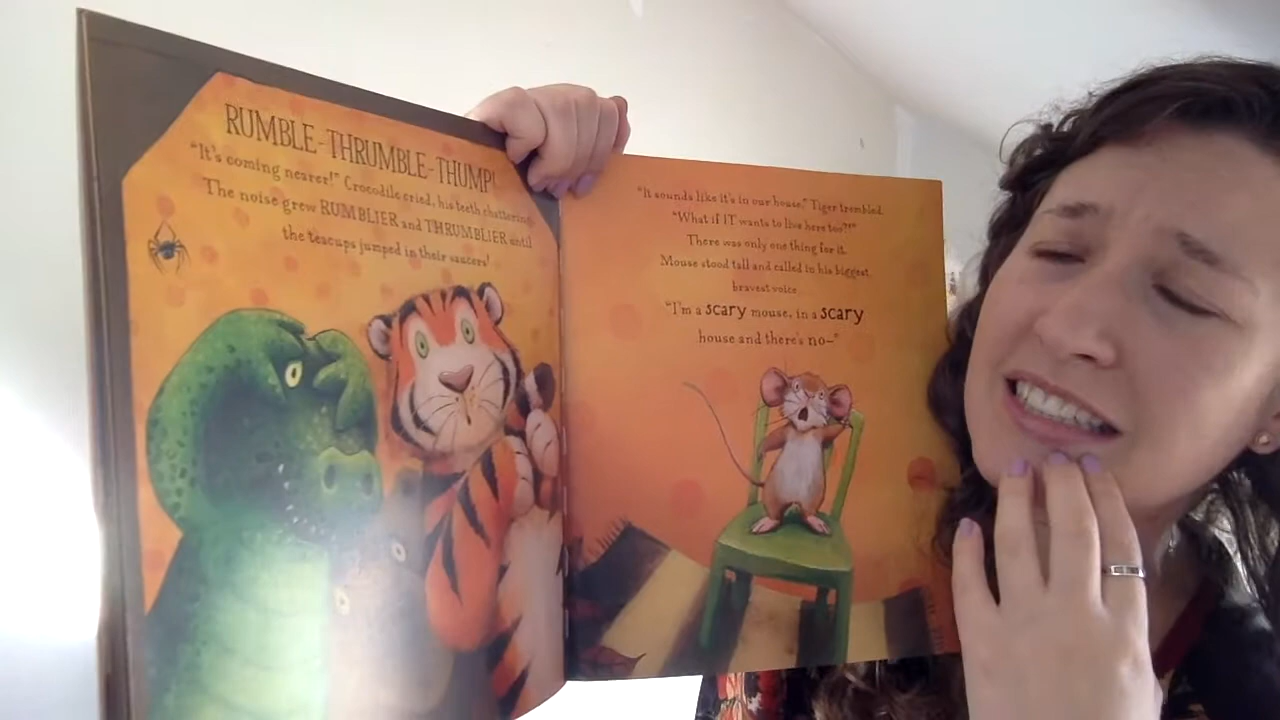 RUMBLE-THRUMBLE-THUMP!
"It's coming nearer!" Crocodile cried, his teeth chattering.
The noise grew RUMBLIER and THRUMBLIER until
the teacups jumped in their saucers!
"It sounds like it's in our house," Tiger trembled.
"What if IT wants to live here too?!"
There was only one thing for it.
Mouse stood tall and called in his biggest,
bravest voice
"I'm a scary mouse, in a scary
house and there's no–"